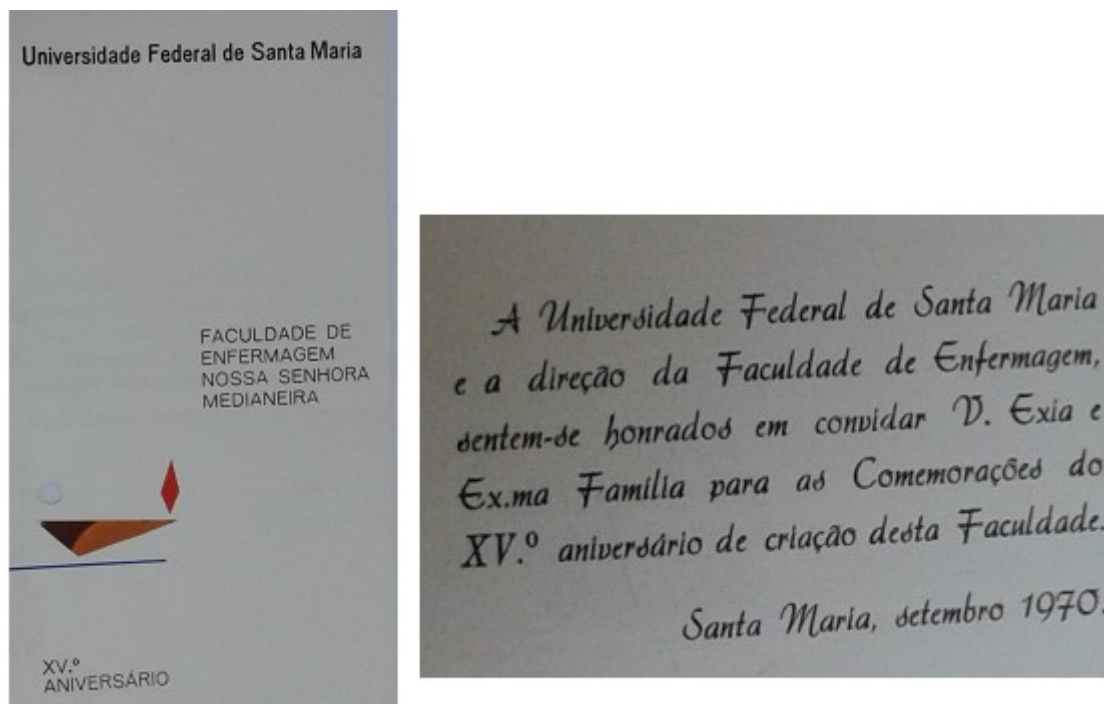 Universidade Federal de Santa Maria
FACULDADE DE
ENFERMAGEM
NOSSA SENHORA
MEDIANEIRA
XV.º
ANIVERSÁRIO
A Universidade Federal de Santa Maria
e a direção da Faculdade de Enfermagem,
sentem-se honrados em convidar V. Exia e
Ex.ma Família para as Comemorações do
XV.º aniversário de criação desta Faculdade.
Santa Maria, setembro 1970.